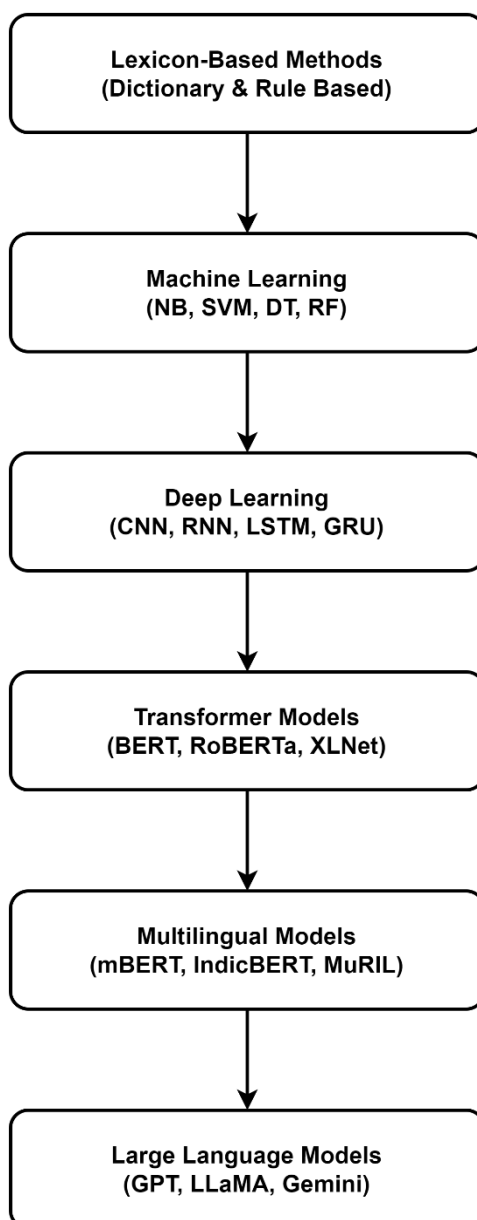 Lexicon-Based Methods
(Dictionary & Rule Based)
Machine Learning
(NB, SVM, DT, RF)
Deep Learning
(CNN, RNN, LSTM, GRU)
Transformer Models
(BERT, RoBERTa, XLNet)
Multilingual Models
(mBERT, IndicBERT, MuRIL)
Large Language Models
(GPT, LLaMA, Gemini)